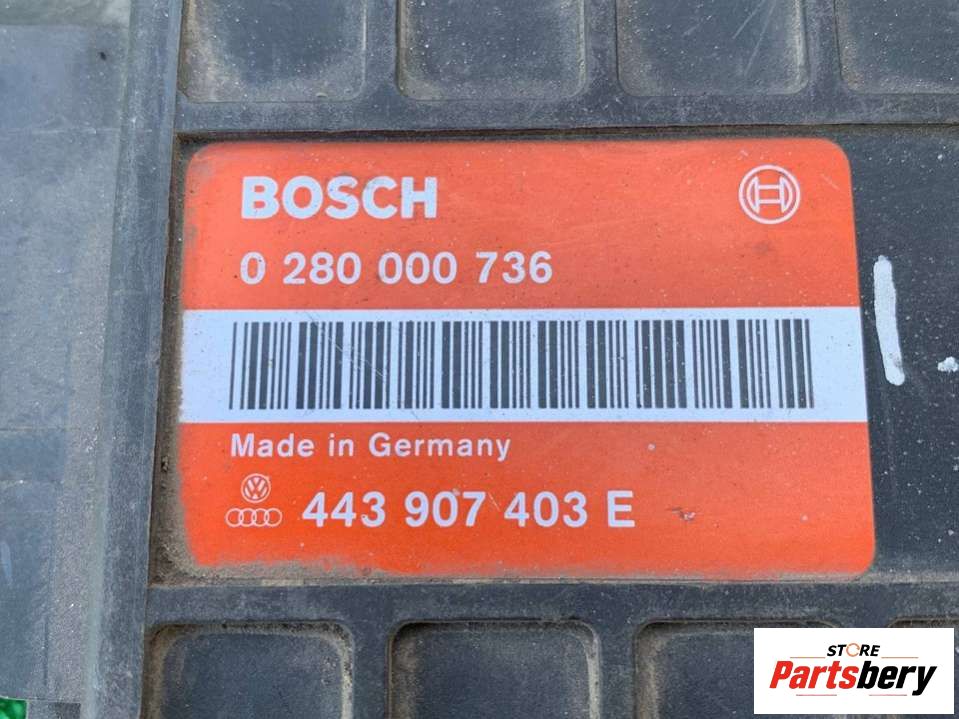 BOSCH
0 280 000 736
Made in Germany
443 907 403 E
STORE
Partsbery